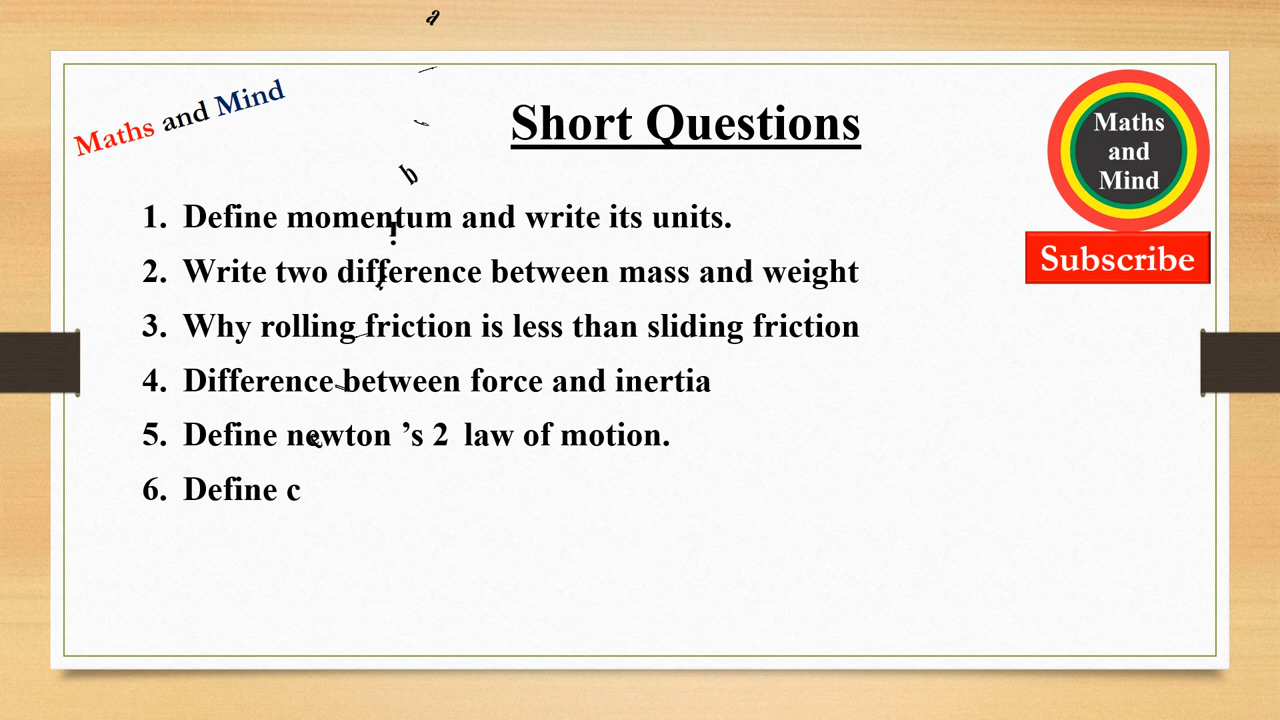 Maths and Mind
Short Questions
Maths
and
Mind
Subscribe
1. Define momentum and write its units.
2. Write two difference between mass and weight
3. Why rolling friction is less than sliding friction
4. Difference between force and inertia
5. Define newton ’s 2 law of motion.
6. Define c